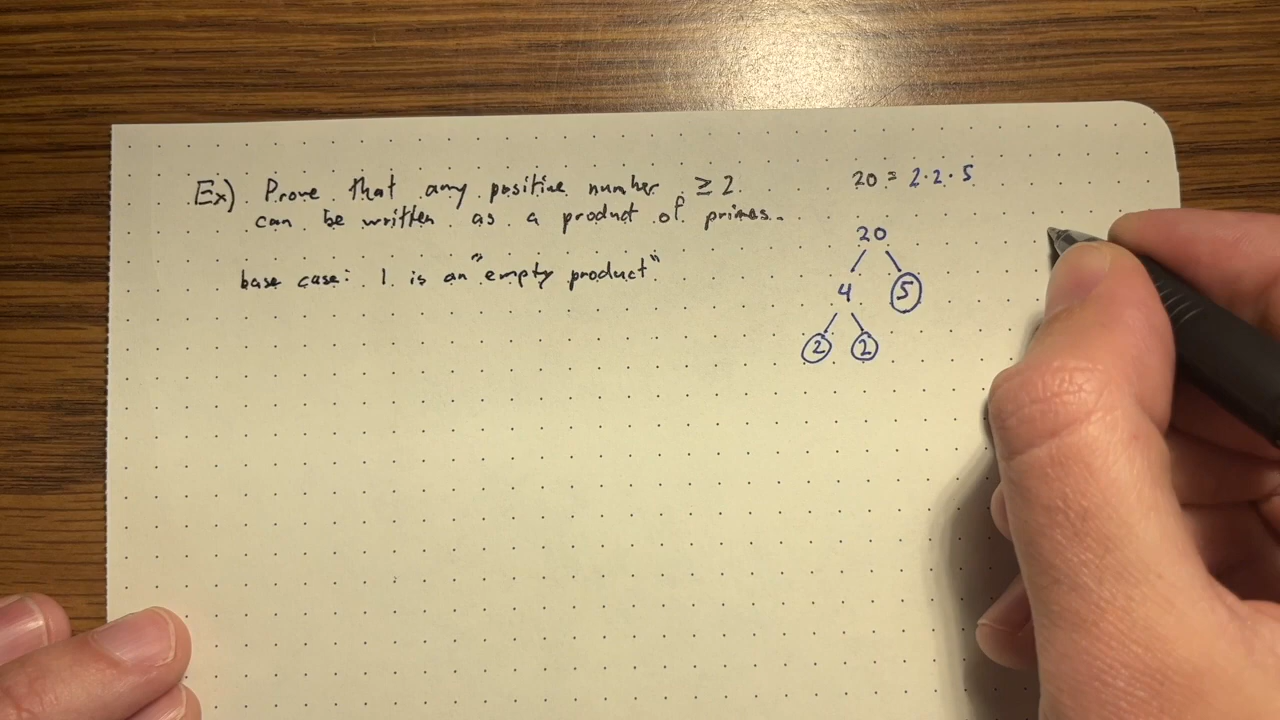 Ex) Prove that any positive number ≥ 2
can be written as a product of primes.
base case: 1 is an "empty product"
20 = 2·2·5
20
4 5
2 2